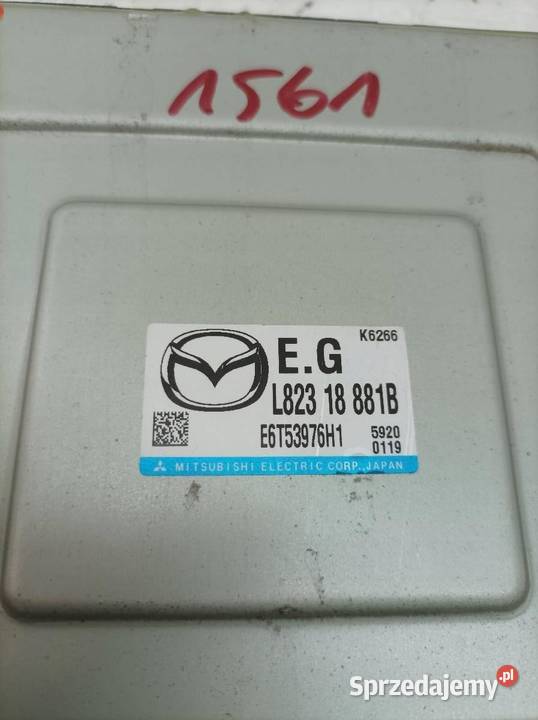 1561
K6266
E.G
L823 18 881B
E6T53976H1 5920
0119
MITSUBISHI ELECTRIC CORP., JAPAN
Sprzedajemy.pl